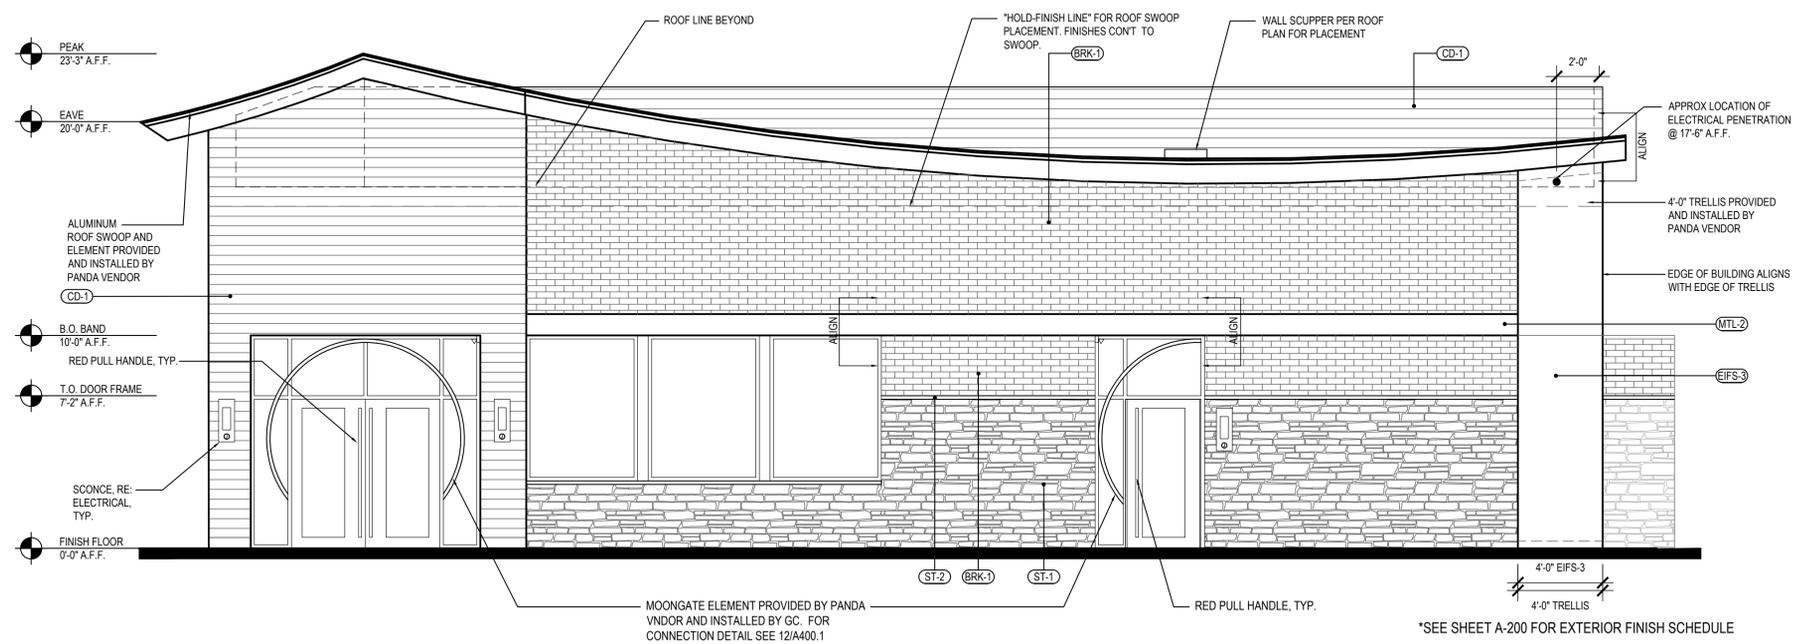 ROOF LINE BEYOND
"HOLD-FINISH LINE" FOR ROOF SWOOP
PLACEMENT. FINISHES CON'T TO
SWOOP.
BRK-1
WALL SCUPPER PER ROOF
PLAN FOR PLACEMENT
CD-1
2'-0"
PEAK
23'-3" A.F.F.
EAVE
20'-0" A.F.F.
APPROX LOCATION OF
ELECTRICAL PENETRATION
@ 17'-6" A.F.F.
ALIGN
ALUMINUM
ROOF SWOOP AND
ELEMENT PROVIDED
AND INSTALLED BY
PANDA VENDOR
CD-1
4'-0" TRELLIS PROVIDED
AND INSTALLED BY
PANDA VENDOR
EDGE OF BUILDING ALIGNS
WITH EDGE OF TRELLIS
B.O. BAND
10'-0" A.F.F.
ALIGN
ALIGN
MTL-2
RED PULL HANDLE, TYP.
T.O. DOOR FRAME
7'-2" A.F.F.
EIFS-3
SCONCE, RE:
ELECTRICAL,
TYP.
FINISH FLOOR
0'-0" A.F.F.
ST-2
BRK-1
ST-1
4'-0" EIFS-3
4'-0" TRELLIS
MOONGATE ELEMENT PROVIDED BY PANDA
VNDOR AND INSTALLED BY GC. FOR
CONNECTION DETAIL SEE 12/A400.1
RED PULL HANDLE, TYP.
*SEE SHEET A-200 FOR EXTERIOR FINISH SCHEDULE